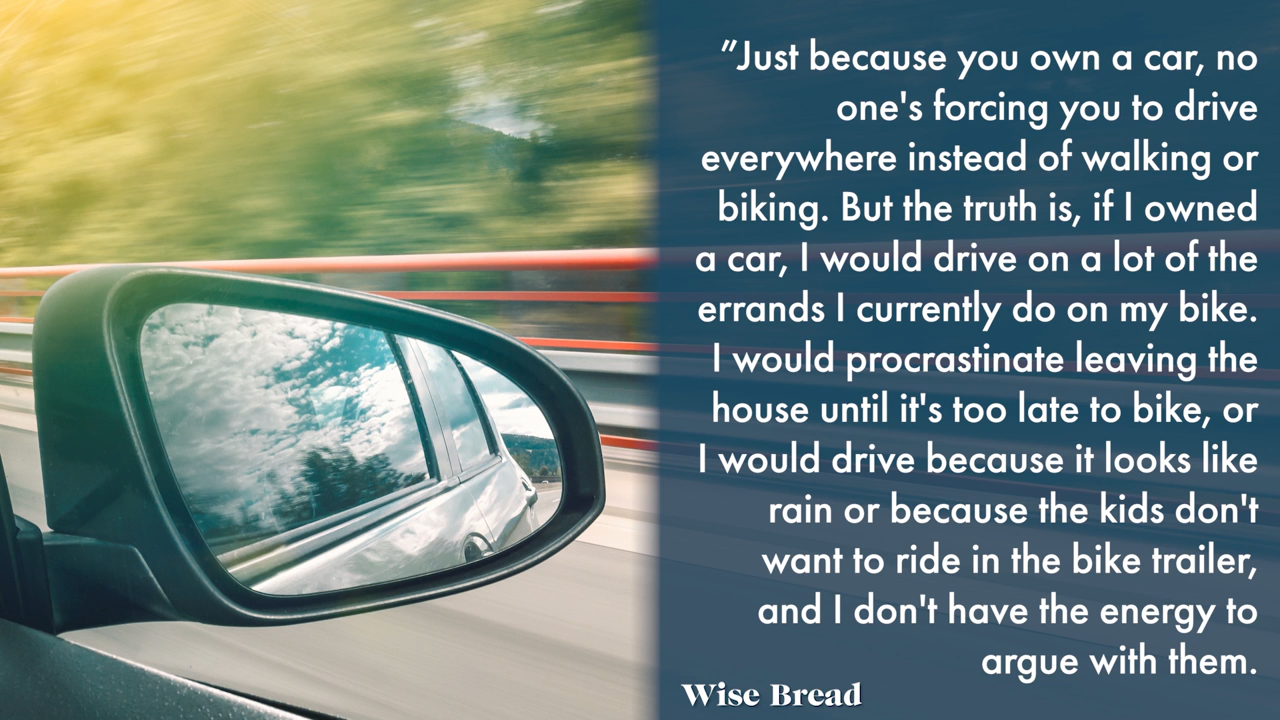 "Just because you own a car, no
one's forcing you to drive
everywhere instead of walking or
biking. But the truth is, if I owned
a car, I would drive on a lot of the
errands I currently do on my bike.
I would procrastinate leaving the
house until it's too late to bike, or
I would drive because it looks like
rain or because the kids don't
want to ride in the bike trailer,
and I don't have the energy to
argue with them.
Wise Bread